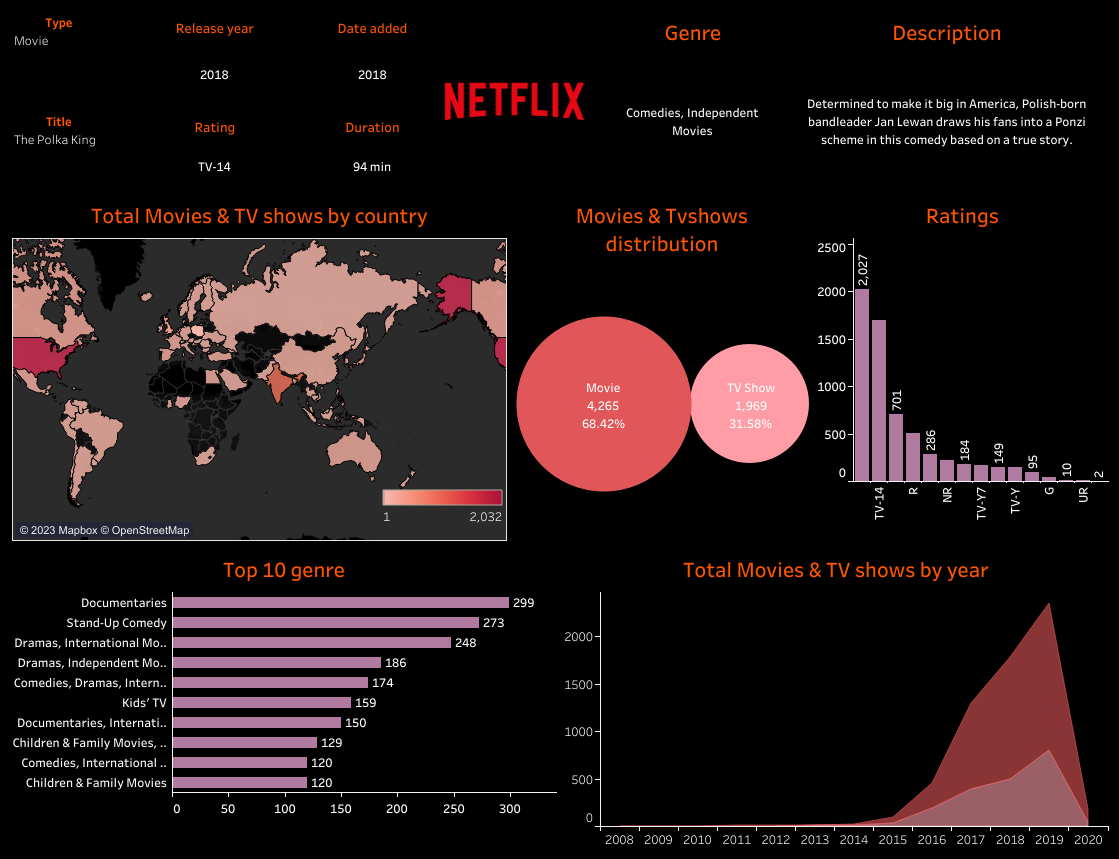 Type
Movie
Release year
2018
Date added
2018
Title
The Polka King
Rating
TV-14
Duration
94 min
NETFLIX
Genre
Comedies, Independent
Movies
Description
Determined to make it big in America, Polish-born
bandleader Jan Lewan draws his fans into a Ponzi
scheme in this comedy based on a true story.
Total Movies & TV shows by country
1
2,032
© 2023 Mapbox © OpenStreetMap
Movies & Tvshows
distribution
Movie
4,265
68.42%
TV Show
1,969
31.58%
Ratings
2500
2000
1500
1000
500
0
2,027
701
286
184
149
95
10
2
TV-14
R
NR
TV-Y7
TV-Y
G
UR
Top 10 genre
Documentaries 299
Stand-Up Comedy 273
Dramas, International Mo.. 248
Dramas, Independent Mo.. 186
Comedies, Dramas, Intern.. 174
Kids' TV 159
Documentaries, Internati.. 150
Children & Family Movies, .. 129
Comedies, International .. 120
Children & Family Movies 120
0 50 100 150 200 250 300
Total Movies & TV shows by year
2000
1500
1000
500
0
2008 2009 2010 2011 2012 2013 2014 2015 2016 2017 2018 2019 2020